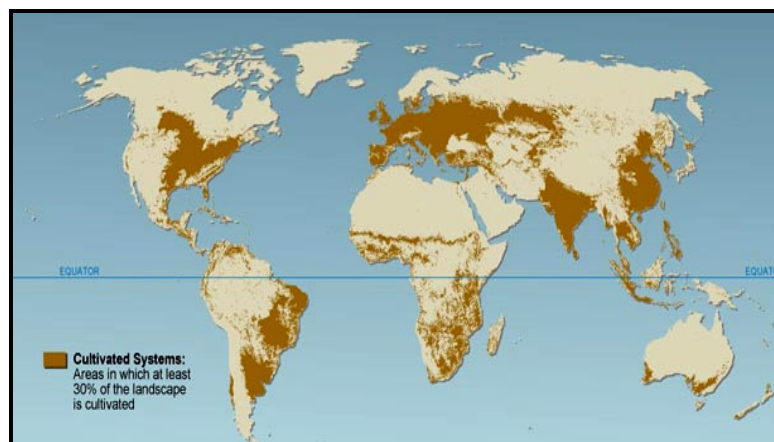 EQUATOR
EQUAT
Cultivated Systems:
Areas in which at least
30% of the landscape
is cultivated